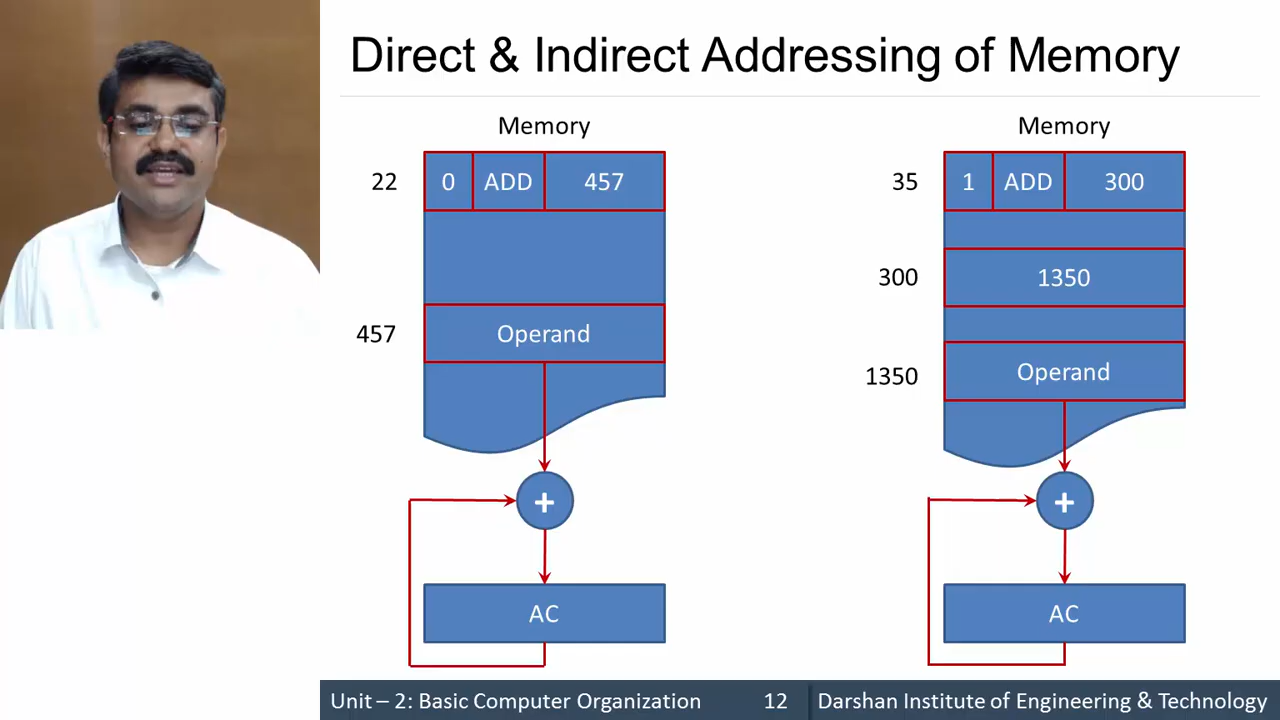 Direct & Indirect Addressing of Memory
Memory
22
0 ADD 457
457
Operand
+
AC
Memory
35
1 ADD 300
300
1350
1350
Operand
+
AC
Unit – 2: Basic Computer Organization 12 Darshan Institute of Engineering & Technology